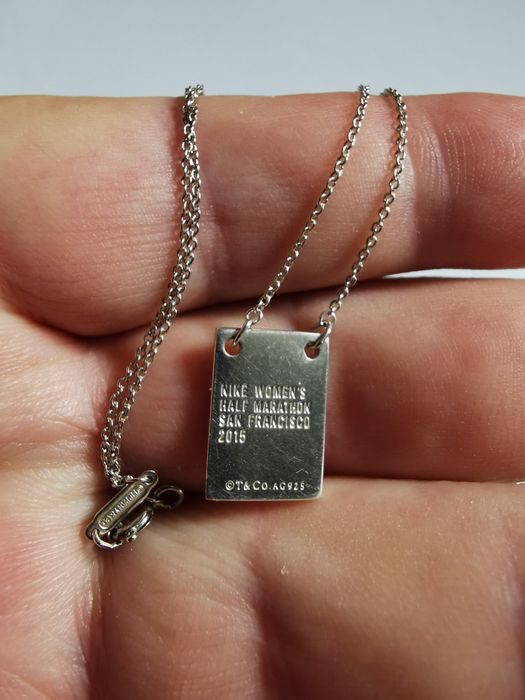 NIKE WOMEN'S
HALF MARATHON
SAN FRANCISCO
2015
©T&CO.AG925